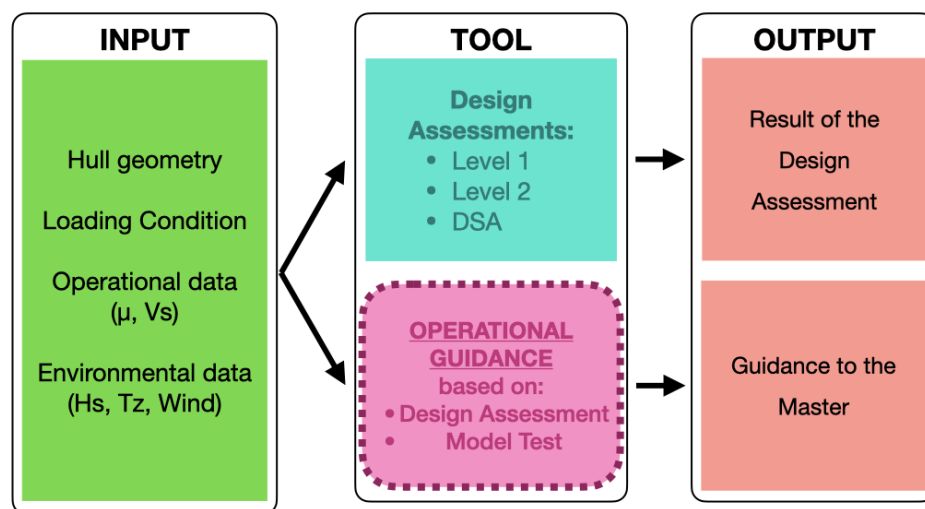 INPUT
Hull geometry
Loading Condition
Operational data
(μ, Vs)
Environmental data
(Hs, Tz, Wind)
TOOL
Design
Assessments:
• Level 1
• Level 2
• DSA
OPERATIONAL
GUIDANCE
based on:
• Design Assessment
• Model Test
OUTPUT
Result of the
Design
Assessment
Guidance to the
Master